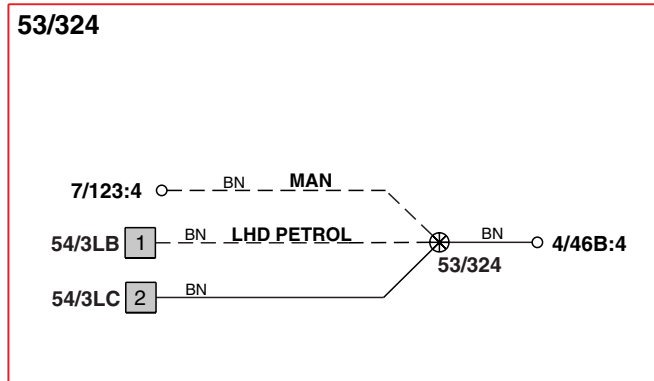 53/324
7/123:4 BN MAN
54/3LB 1 BN LHD PETROL BN 4/46B:4
53/324
54/3LC 2 BN